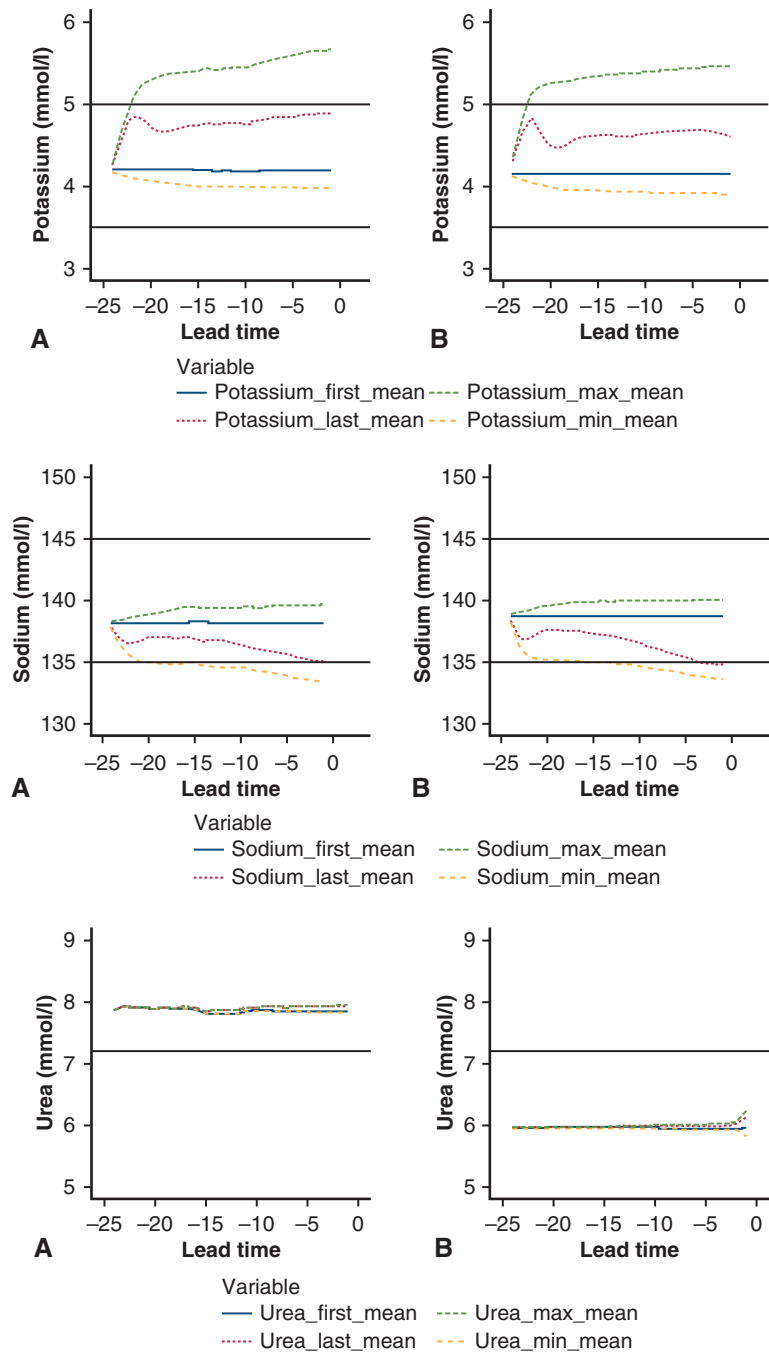 6 6
5 5
4 4
3 3
Potassium (mmol/l) Potassium (mmol/l)
−25 −20 −15 −10 −5 0 −25 −20 −15 −10 −5 0
A Lead time B Lead time
Variable
Potassium_first_mean Potassium_max_mean
Potassium_last_mean Potassium_min_mean
150 150
145 145
140 140
135 135
130 130
Sodium (mmol/l) Sodium (mmol/l)
−25 −20 −15 −10 −5 0 −25 −20 −15 −10 −5 0
A Lead time B Lead time
Variable
Sodium_first_mean Sodium_max_mean
Sodium_last_mean Sodium_min_mean
9 9
8 8
7 7
6 6
5 5
Urea (mmol/l) Urea (mmol/l)
−25 −20 −15 −10 −5 0 −25 −20 −15 −10 −5 0
A Lead time B Lead time
Variable
Urea_first_mean Urea_max_mean
Urea_last_mean Urea_min_mean